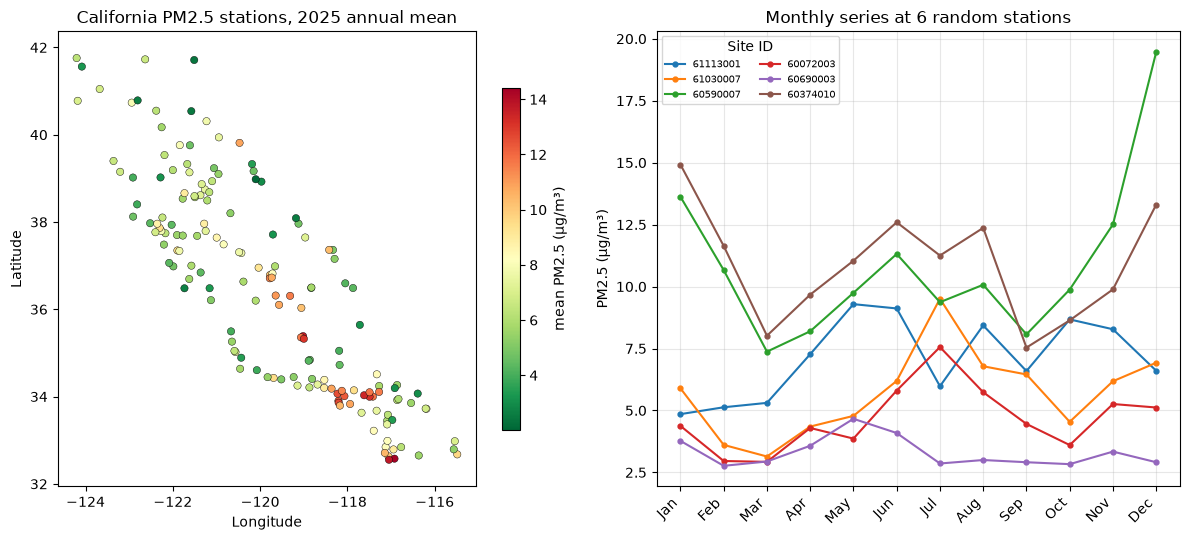 California PM2.5 stations, 2025 annual mean
Latitude
42
40
38
36
34
32
−124
−122
−120
−118
−116
Longitude
14
12
10
8
6
4
mean PM2.5 (µg/m³)
Monthly series at 6 random stations
Site ID
61113001 60072003
61030007 60690003
60590007 60374010
PM2.5 (µg/m³)
20.0
17.5
15.0
12.5
10.0
7.5
5.0
2.5
Jan
Feb
Mar
Apr
May
Jun
Jul
Aug
Sep
Oct
Nov
Dec